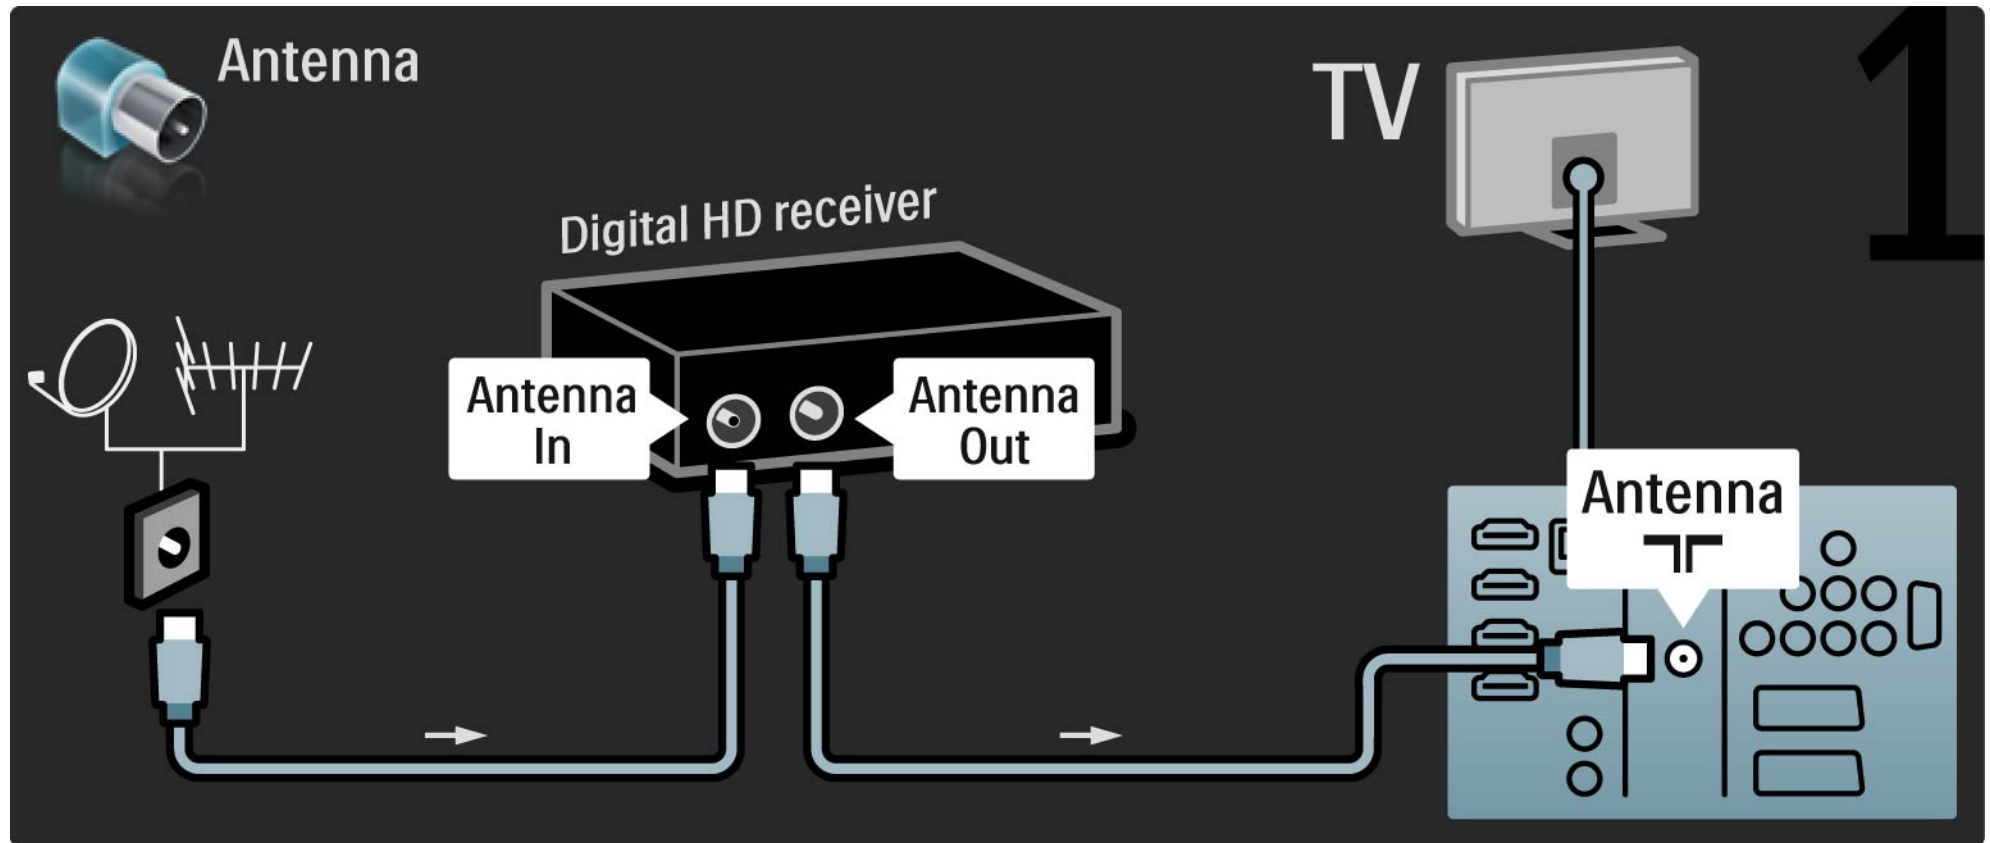 Antenna
TV
1
Digital HD receiver
Antenna
In
Antenna
Out
Antenna